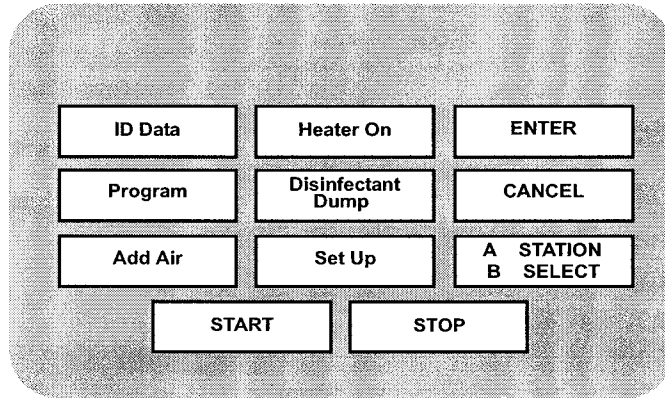 ID Data
Heater On
ENTER
Program
Disinfectant
Dump
CANCEL
Add Air
Set Up
A STATION
B SELECT
START
STOP